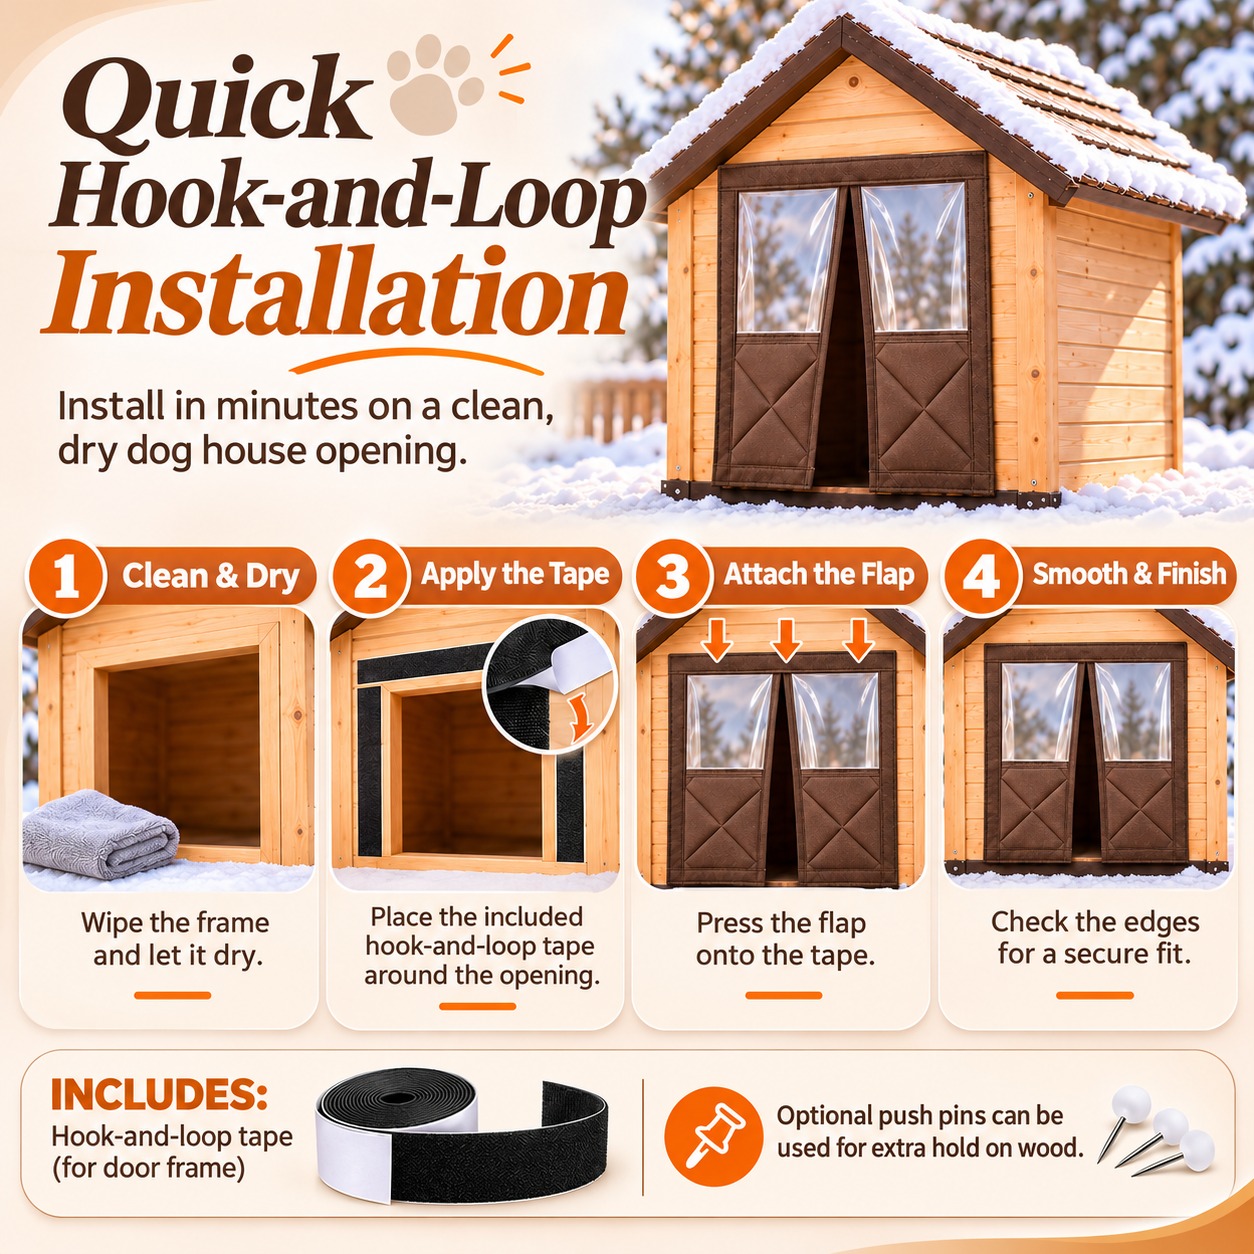 Quick
Hook-and-Loop
Installation
Install in minutes on a clean,
dry dog house opening.
1 Clean & Dry
Wipe the frame
and let it dry.
2 Apply the Tape
Place the included
hook-and-loop tape
around the opening.
3 Attach the Flap
Press the flap
onto the tape.
4 Smooth & Finish
Check the edges
for a secure fit.
INCLUDES:
Hook-and-loop tape
(for door frame)
Optional push pins can be
used for extra hold on wood.